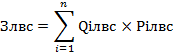 Злвс = ∑_{i=1}^{n} Qілвс × Рілвс